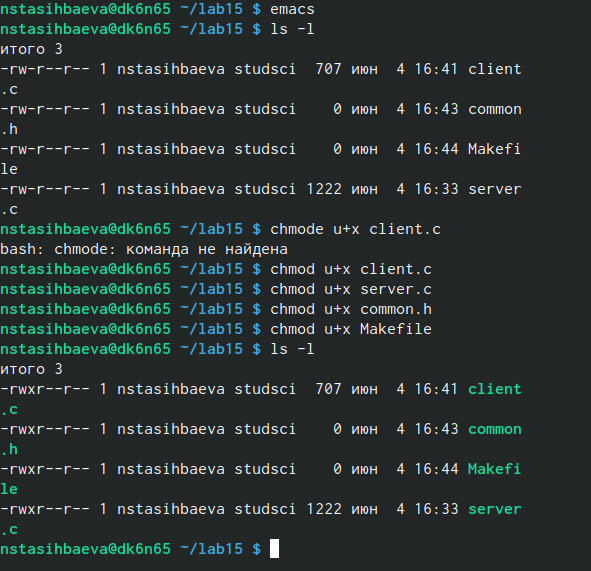 nstasihbaeva@dk6n65 ~/lab15 $ emacs
nstasihbaeva@dk6n65 ~/lab15 $ ls -l
итого 3
-rw-r--r-- 1 nstasihbaeva studsci  707 июн  4 16:41 client
.c
-rw-r--r-- 1 nstasihbaeva studsci    0 июн  4 16:43 common
.h
-rw-r--r-- 1 nstasihbaeva studsci    0 июн  4 16:44 Makefi
le
-rw-r--r-- 1 nstasihbaeva studsci 1222 июн  4 16:33 server
.c
nstasihbaeva@dk6n65 ~/lab15 $ chmode u+x client.c
bash: chmode: команда не найдена
nstasihbaeva@dk6n65 ~/lab15 $ chmod u+x client.c
nstasihbaeva@dk6n65 ~/lab15 $ chmod u+x server.c
nstasihbaeva@dk6n65 ~/lab15 $ chmod u+x common.h
nstasihbaeva@dk6n65 ~/lab15 $ chmod u+x Makefile
nstasihbaeva@dk6n65 ~/lab15 $ ls -l
итого 3
-rwxr--r-- 1 nstasihbaeva studsci  707 июн  4 16:41 client
.c
-rwxr--r-- 1 nstasihbaeva studsci    0 июн  4 16:43 common
.h
-rwxr--r-- 1 nstasihbaeva studsci    0 июн  4 16:44 Makefi
le
-rwxr--r-- 1 nstasihbaeva studsci 1222 июн  4 16:33 server
.c
nstasihbaeva@dk6n65 ~/lab15 $